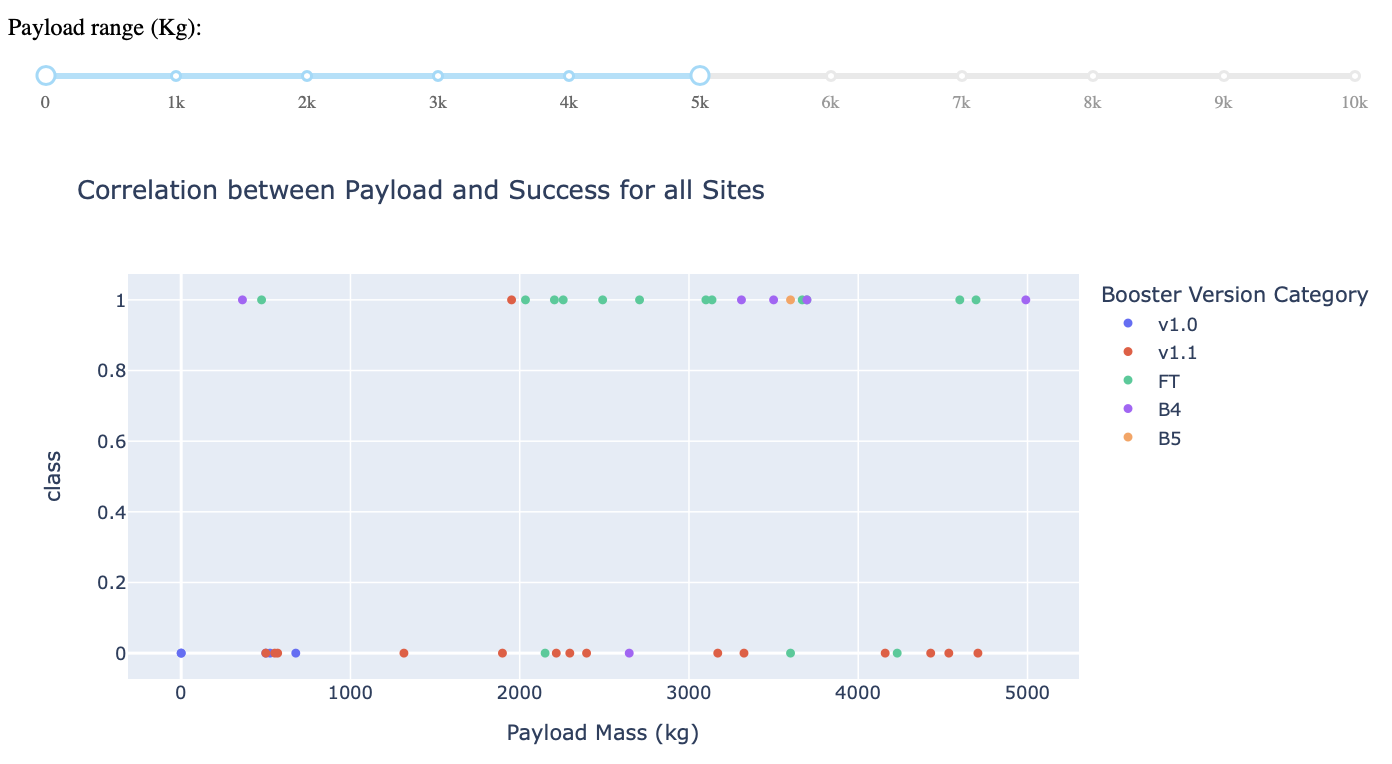 Payload range (Kg):
0 1k 2k 3k 4k 5k 6k 7k 8k 9k 10k
Correlation between Payload and Success for all Sites
1
0.8
0.6
0.4
0.2
0
class
0 1000 2000 3000 4000 5000
Payload Mass (kg)
Booster Version Category
v1.0
v1.1
FT
B4
B5